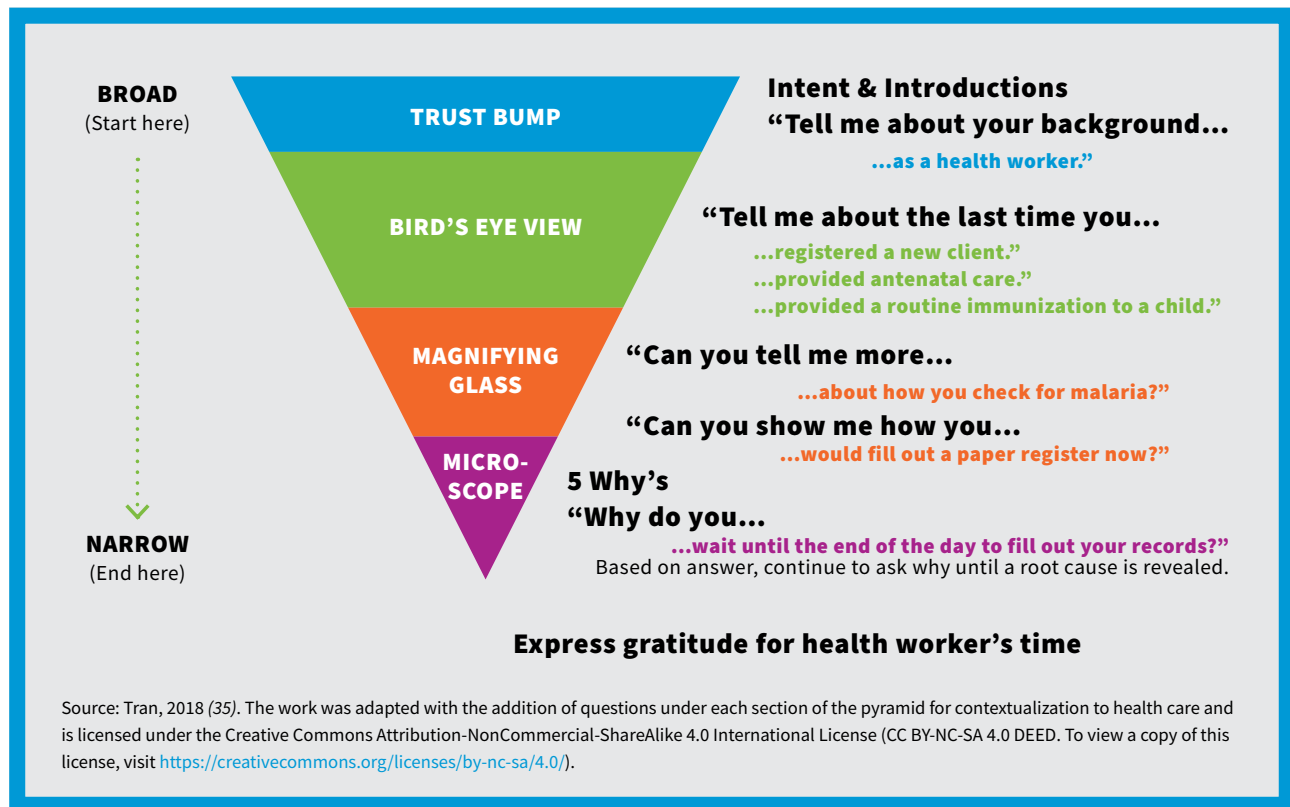 BROAD
(Start here)
NARROW
(End here)
TRUST BUMP
Intent & Introductions
“Tell me about your background...
...as a health worker.”
BIRD’S EYE VIEW
“Tell me about the last time you...
...registered a new client.”
...provided antenatal care.”
...provided a routine immunization to a child.”
MAGNIFYING
GLASS
“Can you tell me more...
...about how you check for malaria?”
“Can you show me how you...
...would fill out a paper register now?”
MICRO-
SCOPE
5 Why’s
“Why do you...
...wait until the end of the day to fill out your records?”
Based on answer, continue to ask why until a root cause is revealed.
Express gratitude for health worker’s time
Source: Tran, 2018 (35). The work was adapted with the addition of questions under each section of the pyramid for contextualization to health care and
is licensed under the Creative Commons Attribution-NonCommercial-ShareAlike 4.0 International License (CC BY-NC-SA 4.0 DEED. To view a copy of this
license, visit https://creativecommons.org/licenses/by-nc-sa/4.0/).